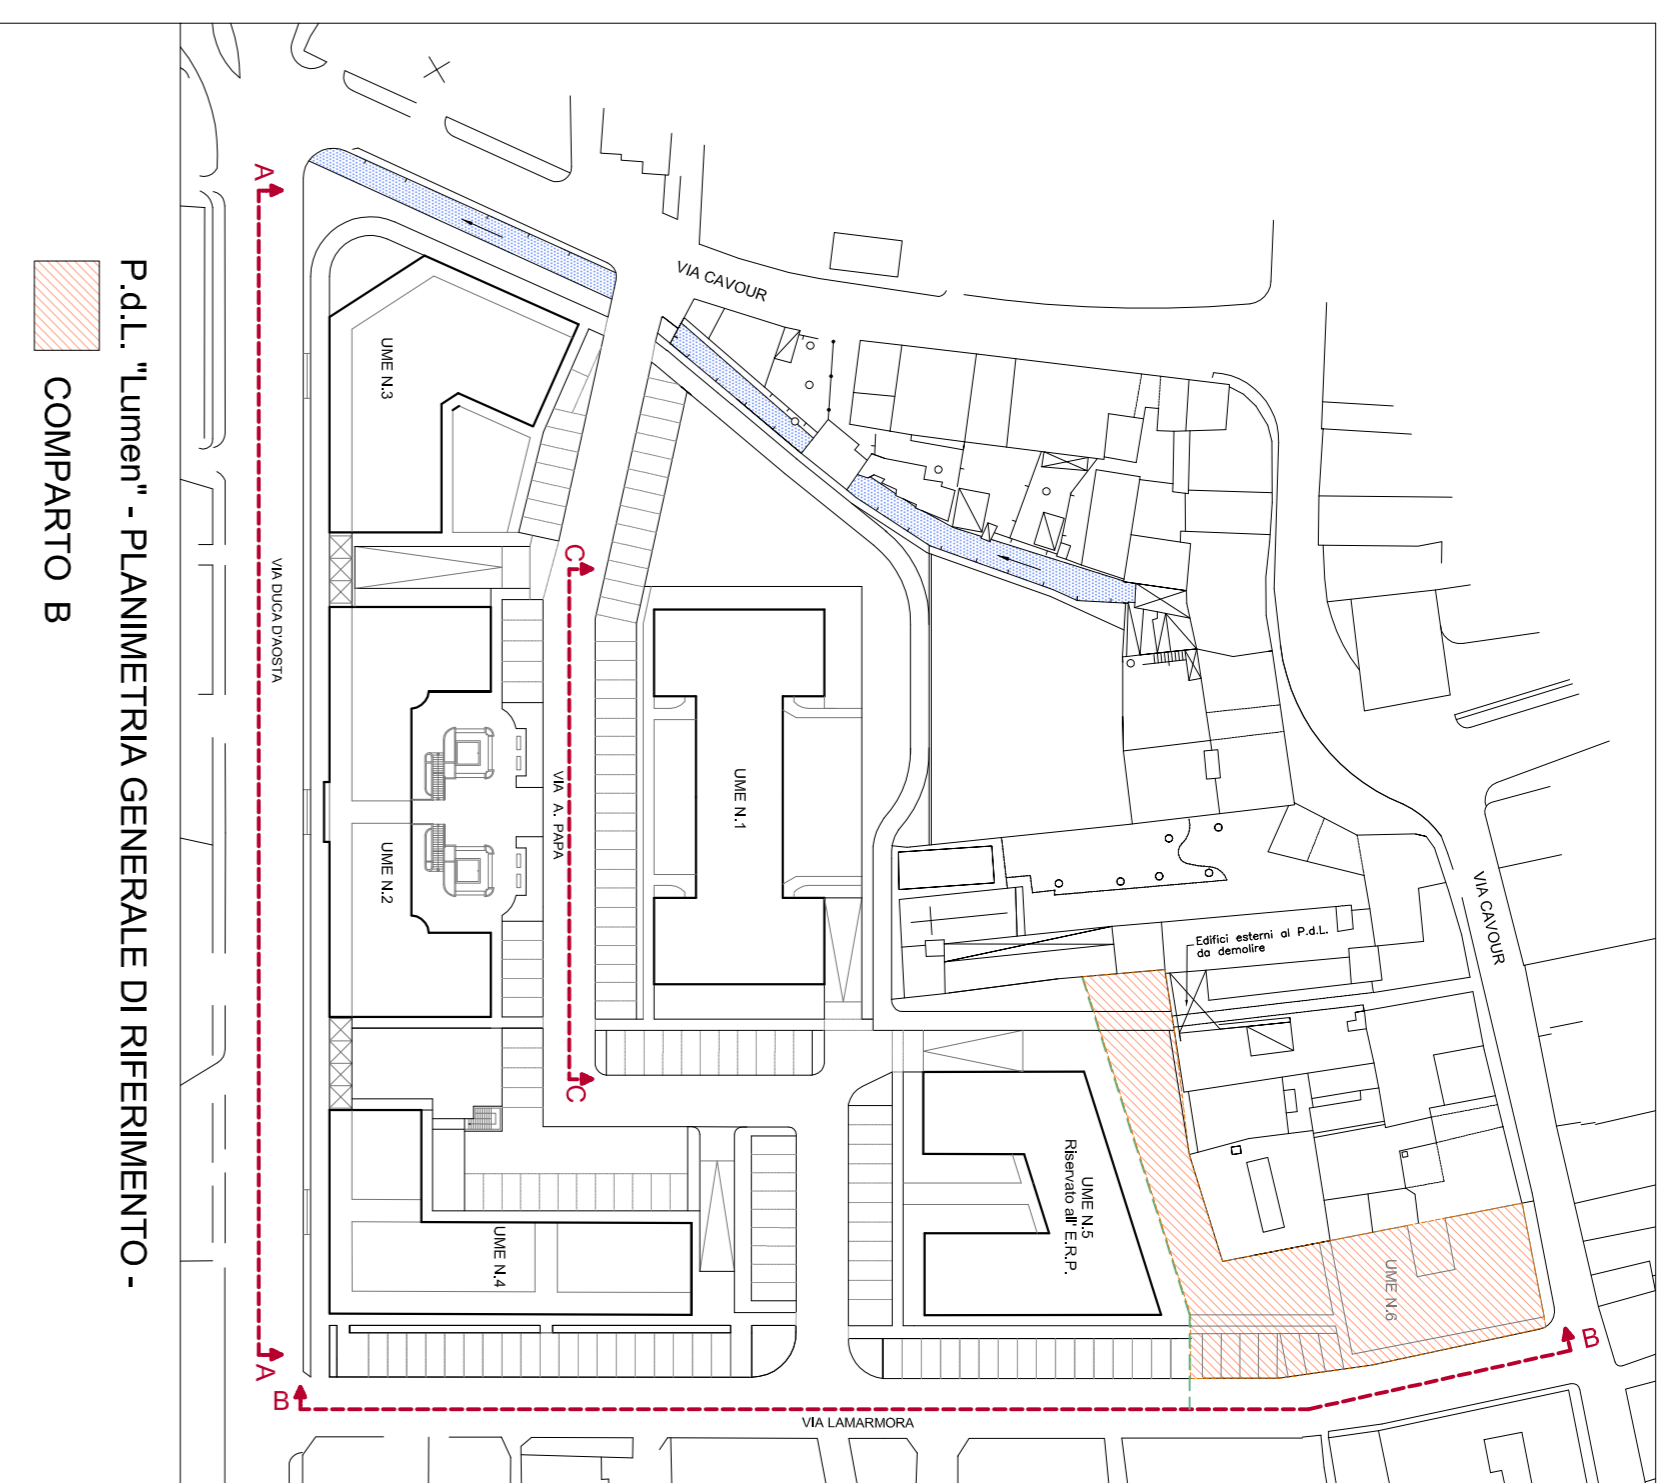 P.d.L. "Lumen" - PLANIMETRIA GENERALE DI RIFERIMENTO -
COMPARTO B
A
A
VIA DUCA D'AOSTA
UME N.3
UME N.2
UME N.4
C
C
VIA A. PAPA
UME N.1
VIA CAVOUR
VIA CAVOUR
Edifici esterni al P.d.L.
da demolire
UME N.5
Riservato all' E.R.P.
UME N.6
B
B
VIA LAMARMORA